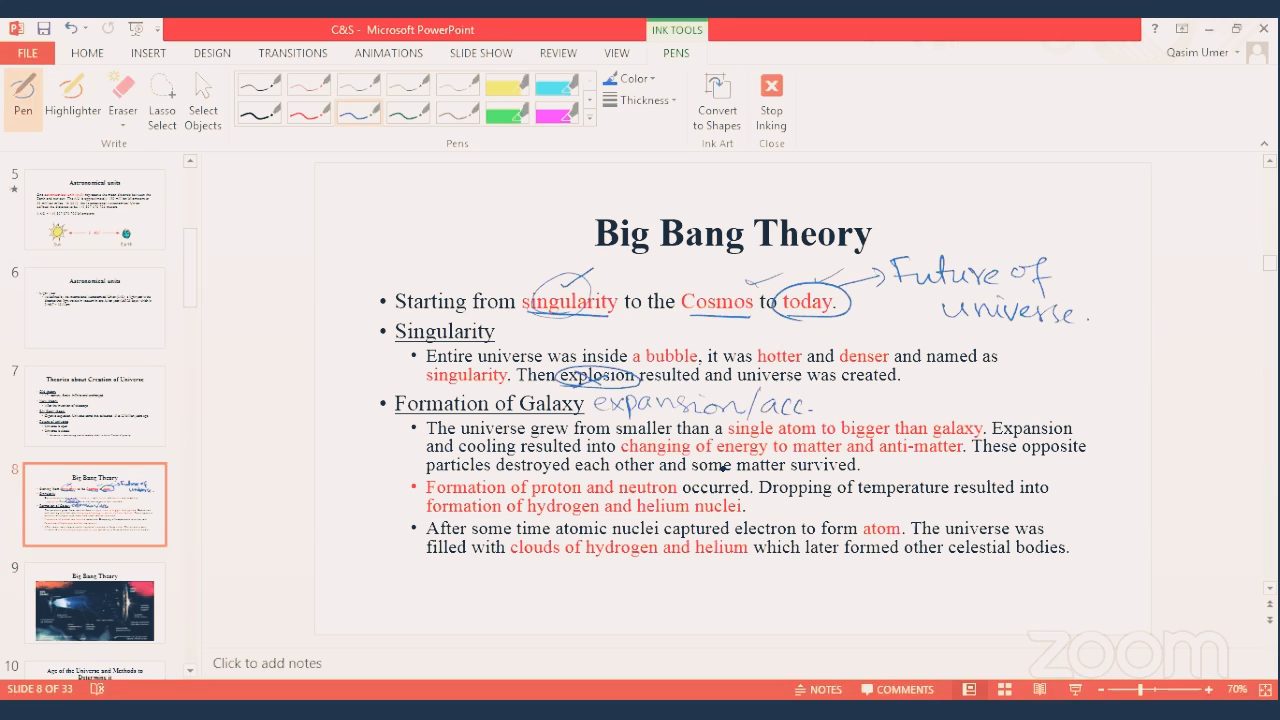 C&S - Microsoft PowerPoint
INK TOOLS
?
FILE
HOME
INSERT
DESIGN
TRANSITIONS
ANIMATIONS
SLIDE SHOW
REVIEW
VIEW
PENS
Qasim Umer
Pen
Highlighter
Eraser
Lasso
Select
Select
Objects
Color
Thickness
Convert
to Shapes
Stop
Inking
Write
Pens
Ink Art
Close
5
Astronomical units
Sun
Earth
6
Astronomical units
7
Theories about Creation of Universe
8
Big Bang Theory
9
Big Bang Theory
10
Age of the Universe and Methods to
Determine it
Big Bang Theory
• Starting from singularity to the Cosmos to today. → Future of
universe.
• Singularity
• Entire universe was inside a bubble, it was hotter and denser and named as
singularity. Then explosion resulted and universe was created.
• Formation of Galaxy expansion/acc.
• The universe grew from smaller than a single atom to bigger than galaxy. Expansion
and cooling resulted into changing of energy to matter and anti-matter. These opposite
particles destroyed each other and some matter survived.
• Formation of proton and neutron occurred. Dropping of temperature resulted into
formation of hydrogen and helium nuclei.
• After some time atomic nuclei captured electron to form atom. The universe was
filled with clouds of hydrogen and helium which later formed other celestial bodies.
zoom
Click to add notes
SLIDE 8 OF 33
NOTES
COMMENTS
70%